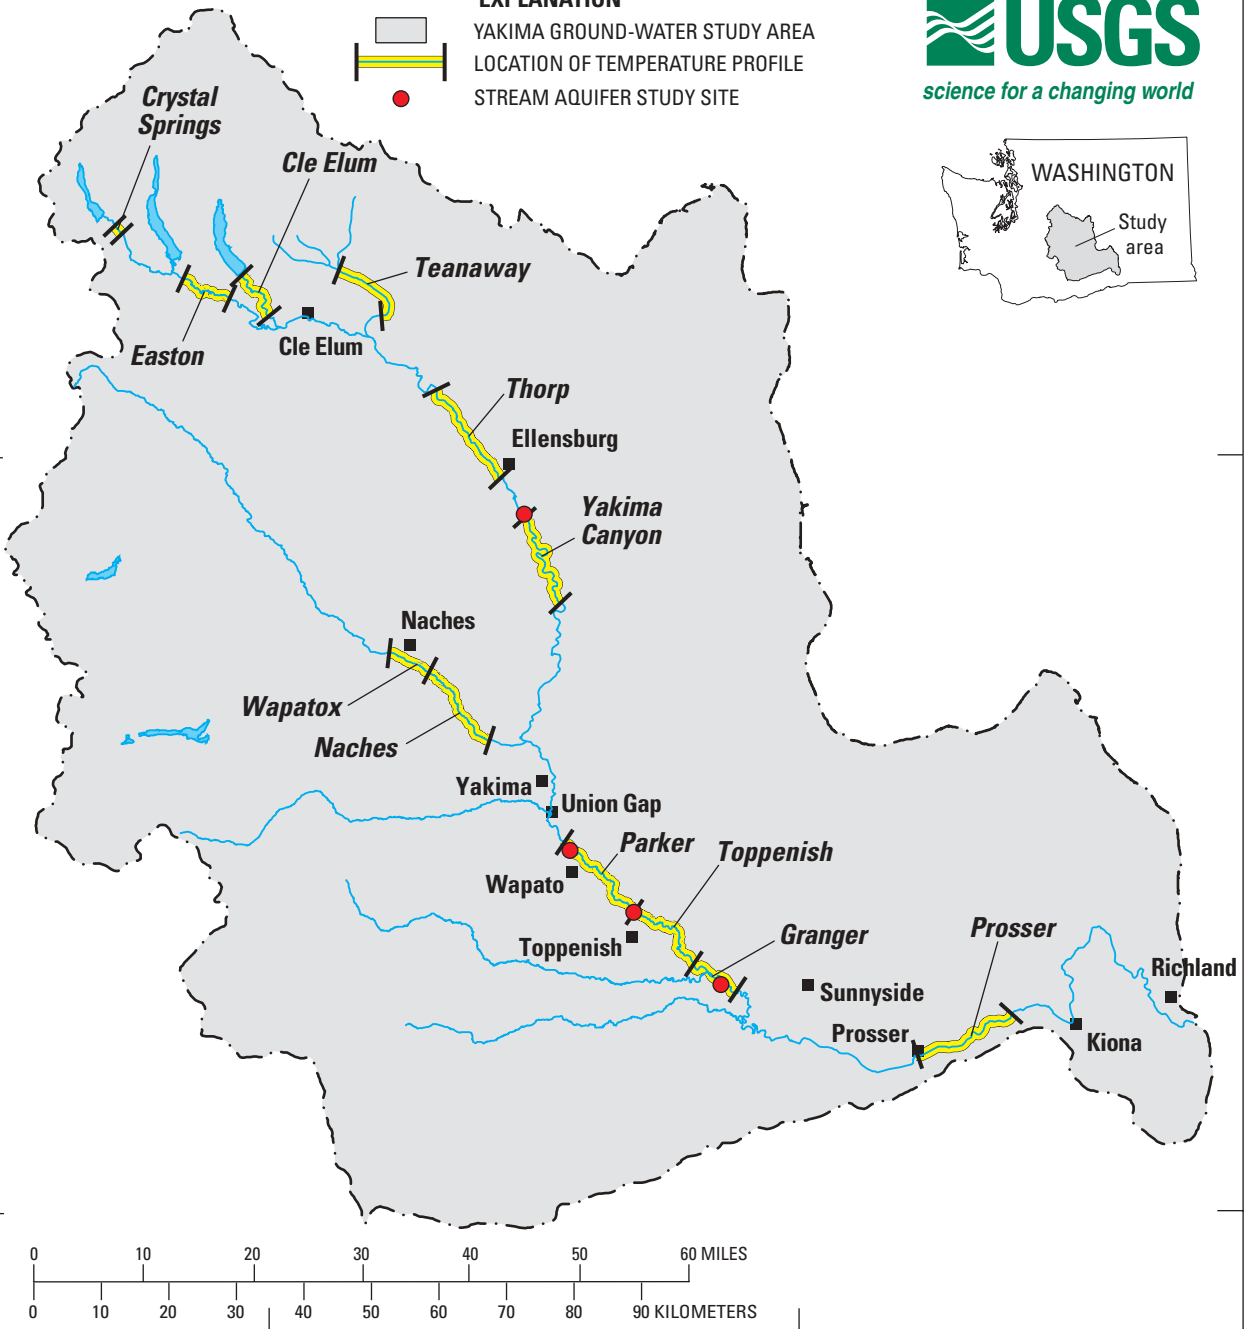 EXPLANATION
YAKIMA GROUND-WATER STUDY AREA
LOCATION OF TEMPERATURE PROFILE
STREAM AQUIFER STUDY SITE
USGS
science for a changing world
WASHINGTON
Study
area
Crystal
Springs
Cle Elum
Teanaway
Easton
Cle Elum
Thorp
Ellensburg
Yakima
Canyon
Naches
Wapatox
Naches
Yakima
Union Gap
Parker
Toppenish
Wapato
Granger
Prosser
Toppenish
Richland
Sunnyside
Prosser
Kiona
0 10 20 30 40 50 60 MILES
0 10 20 30 40 50 60 70 80 90 KILOMETERS